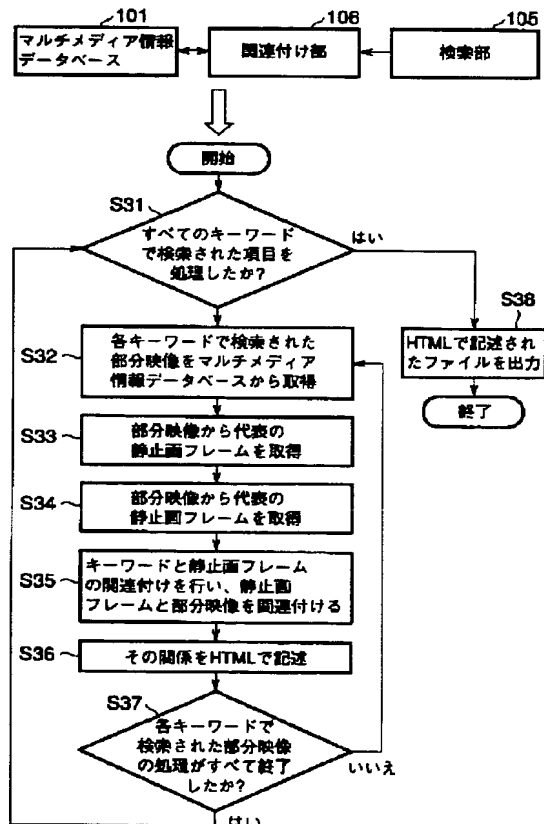 101
マルチメディア情報
データベース
106
関連付け部
105
検索部
開始
S31
すべてのキーワード
で検索された項目を
処理したか?
はい
S38
HTMLで記述され
たファイルを出力
終了
S32
各キーワードで検索された
部分映像をマルチメディア
情報データベースから取得
S33
部分映像から代表の
静止画フレームを取得
S34
部分映像から代表の
静止画フレームを取得
S35
キーワードと静止画フレーム
の関連付けを行い、静止画
フレームと部分映像を関連付ける
S36
その関係をHTMLで記述
S37
各キーワードで
検索された部分映像
の処理がすべて終了
したか?
いいえ
はい